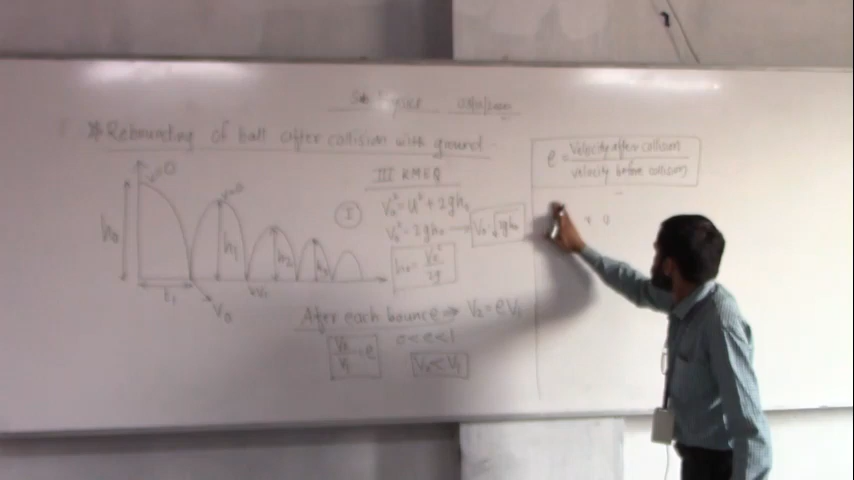 Rebounding of ball after collision with ground.
v=0
v=0
h₀
h₁
h₂
h₃
t₁
V₀
III KMEQ
I
V₀² = U² + 2gh₀
V₀² = 2gh₀ → V₀ = √2gh₀
h₀ = V₀²/2g
After each bounce ⇒ V₂ = eV₁
0<e<1
V₂/V₁ = e
V₂<V₁
e = Velocity after collision / velocity before collision